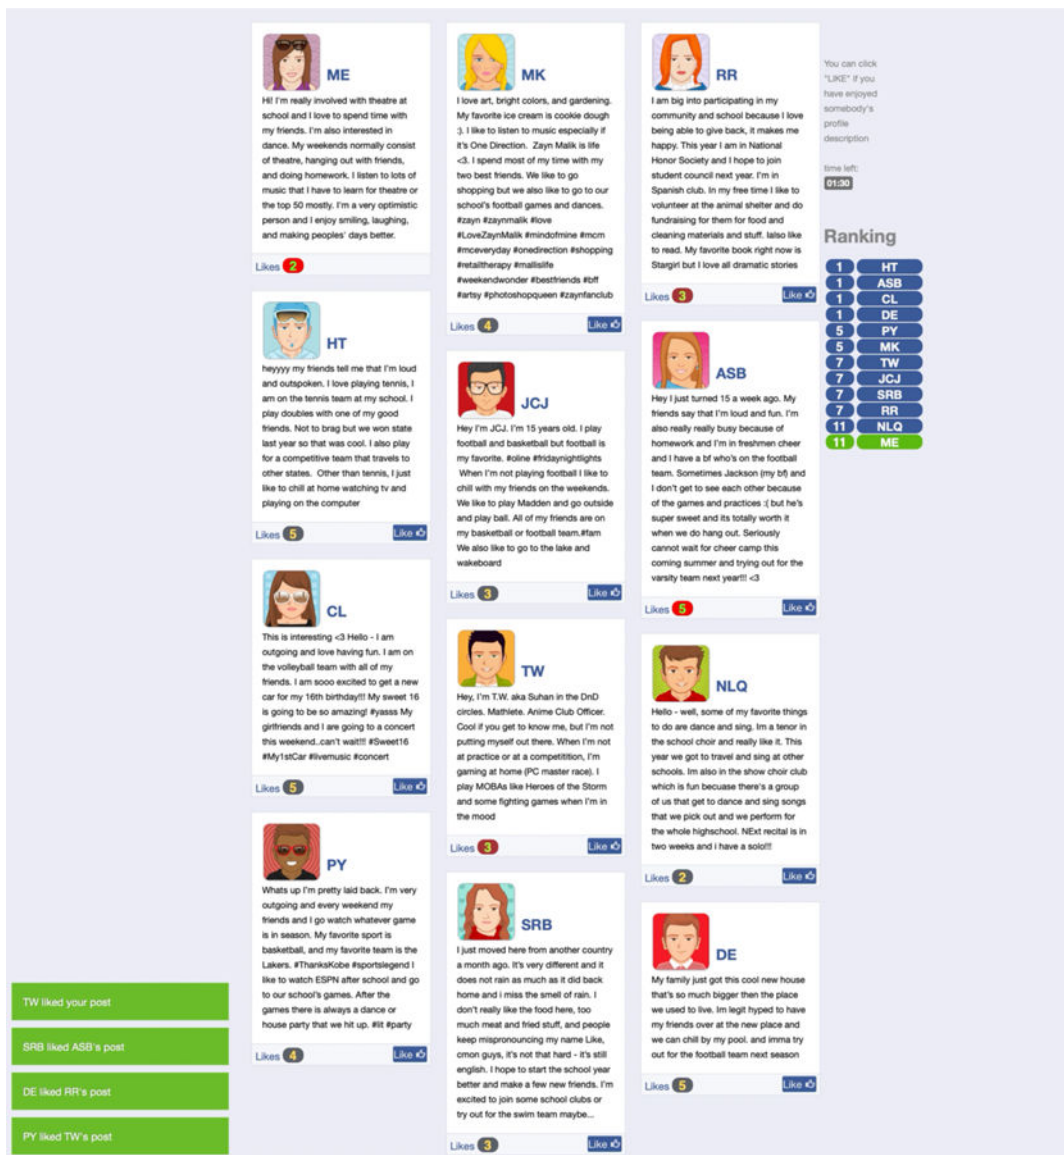 ME
Hi! I'm really involved with theatre at
school and I love to spend time with
my friends. I'm also interested in
dance. My weekends normally consist
of theatre, hanging out with friends,
and doing homework. I listen to lots of
music that I have to learn for theatre or
the top 50 mostly. I'm a very optimistic
person and I enjoy smiling, laughing,
and making peoples' days better.
Likes 2
HT
heyyyy my friends tell me that I'm loud
and outspoken. I love playing tennis, I
am on the tennis team at my school. I
play doubles with one of my good
friends. Not to brag but we won state
last year so that was cool. I also play
for a competitive team that travels to
other states. Other than tennis, I just
like to chill at home watching tv and
playing on the computer
Likes 5 Like
CL
This is interesting <3 Hello - I am
outgoing and love having fun. I am on
the volleyball team with all of my
friends. I am sooo excited to get a new
car for my 16th birthday!!! My sweet 16
is going to be so amazing! #yasss My
girlfriends and I are going to a concert
this weekend..can't wait!!! #Sweet16
#My1stCar #livemusic #concert
Likes 5 Like
PY
Whats up I'm pretty laid back. I'm very
outgoing and every weekend my
friends and I go watch whatever game
is in season. My favorite sport is
basketball, and my favorite team is the
Lakers. #ThanksKobe #sportslegend I
like to watch ESPN after school and go
to our school's games. After the
games there is always a dance or
house party that we hit up. #lit #party
Likes 4 Like
MK
I love art, bright colors, and gardening.
My favorite ice cream is cookie dough
:). I like to listen to music especially if
it's One Direction. Zayn Malik is life
<3. I spend most of my time with my
two best friends. We like to go
shopping but we also like to go to our
school's football games and dances.
#zayn #zaynmalik #love
#LoveZaynMalik #mindofmine #mcm
#mceveryday #onedirection #shopping
#retailtherapy #mallislife
#weekendwonder #bestfriends #bff
#artsy #photoshopqueen #zaynfanclub
Likes 4 Like
JCJ
Hey I'm JCJ. I'm 15 years old. I play
football and basketball but football is
my favorite. #oline #fridaynightlights
When I'm not playing football I like to
chill with my friends on the weekends.
We like to play Madden and go outside
and play ball. All of my friends are on
my basketball or football team.#fam
We also like to go to the lake and
wakeboard
Likes 3 Like
TW
Hey, I'm T.W. aka Suhan in the DnD
circles. Mathlete. Anime Club Officer.
Cool if you get to know me, but I'm not
putting myself out there. When I'm not
at practice or at a competitition, I'm
gaming at home (PC master race). I
play MOBAs like Heroes of the Storm
and some fighting games when I'm in
the mood
Likes 3 Like
SRB
I just moved here from another country
a month ago. It's very different and it
does not rain as much as it did back
home and i miss the smell of rain. I
don't really like the food here, too
much meat and fried stuff, and people
keep mispronouncing my name Like,
cmon guys, it's not that hard - it's still
english. I hope to start the school year
better and make a few new friends. I'm
excited to join some school clubs or
try out for the swim team maybe...
Likes 3 Like
RR
I am big into participating in my
community and school because I love
being able to give back, it makes me
happy. This year I am in National
Honor Society and I hope to join
student council next year. I'm in
Spanish club. In my free time I like to
volunteer at the animal shelter and do
fundraising for them for food and
cleaning materials and stuff. Ialso like
to read. My favorite book right now is
Stargirl but I love all dramatic stories
Likes 3 Like
ASB
Hey I just turned 15 a week ago. My
friends say that I'm loud and fun. I'm
also really really busy because of
homework and I'm in freshmen cheer
and I have a bf who's on the football
team. Sometimes Jackson (my bf) and
I don't get to see each other because
of the games and practices :( but he's
super sweet and its totally worth it
when we do hang out. Seriously
cannot wait for cheer camp this
coming summer and trying out for the
varsity team next year!!! <3
Likes 5 Like
NLQ
Hello - well, some of my favorite things
to do are dance and sing. Im a tenor in
the school choir and really like it. This
year we got to travel and sing at other
schools. Im also in the show choir club
which is fun becuase there's a group
of us that get to dance and sing songs
that we pick out and we perform for
the whole highschool. NExt recital is in
two weeks and i have a solo!!!
Likes 2 Like
DE
My family just got this cool new house
that's so much bigger then the place
we used to live. Im legit hyped to have
my friends over at the new place and
we can chill by my pool. and imma try
out for the football team next season
Likes 5 Like
You can click
"LIKE" if you
have enjoyed
somebody's
profile
description
time left:
01:30
Ranking
1 HT
1 ASB
1 CL
1 DE
5 PY
5 MK
7 TW
7 JCJ
7 SRB
7 RR
11 NLQ
11 ME
TW liked your post
SRB liked ASB's post
DE liked RR's post
PY liked TW's post